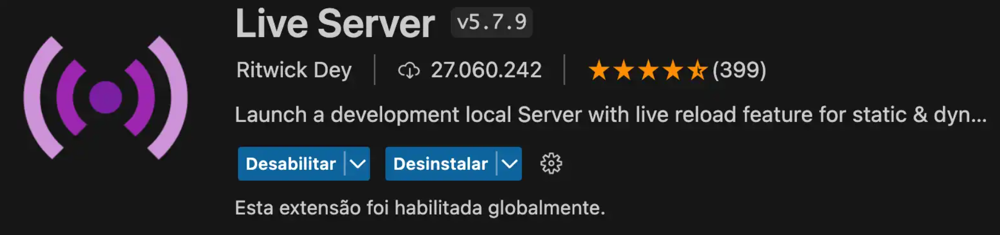 Live Server v5.7.9
Ritwick Dey 27.060.242 (399)
Launch a development local Server with live reload feature for static & dyn...
Desabilitar Desinstalar
Esta extensão foi habilitada globalmente.